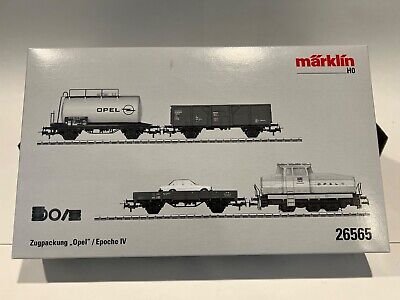 märklin
H0
OPEL
OPEL
Zugpackung „Opel" / Epoche IV
26565